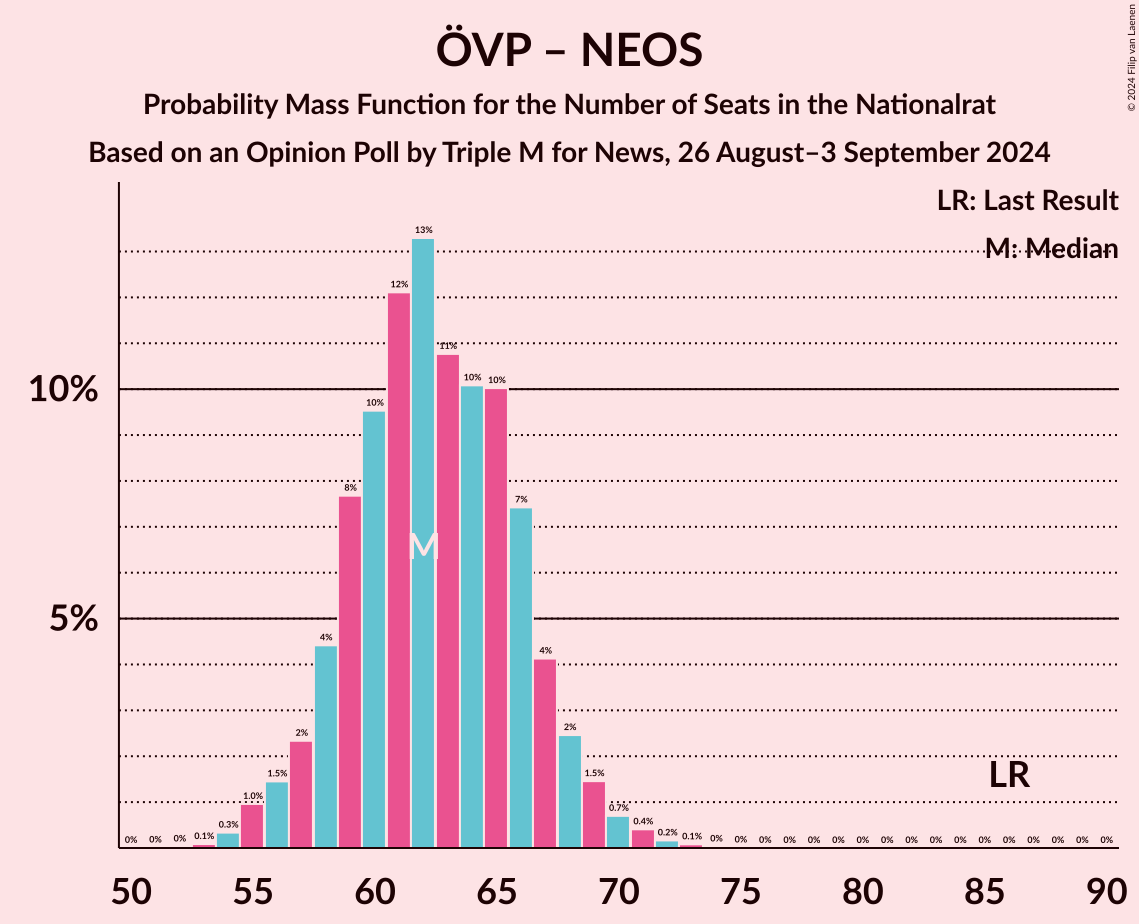 ÖVP – NEOS
Probability Mass Function for the Number of Seats in the Nationalrat
Based on an Opinion Poll by Triple M for News, 26 August–3 September 2024
© 2024 Filip van Laenen
LR: Last Result
M: Median
10%
5%
0% 0% 0% 0.1% 0.3% 1.0% 1.5% 2% 4% 8% 10% 12% 13% 11% 10% 10% 7% 4% 2% 1.5% 0.7% 0.4% 0.2% 0.1% 0% 0% 0% 0% 0% 0% 0% 0% 0% 0% 0% 0% 0% 0% 0% 0% 0%
M
LR
50 55 60 65 70 75 80 85 90